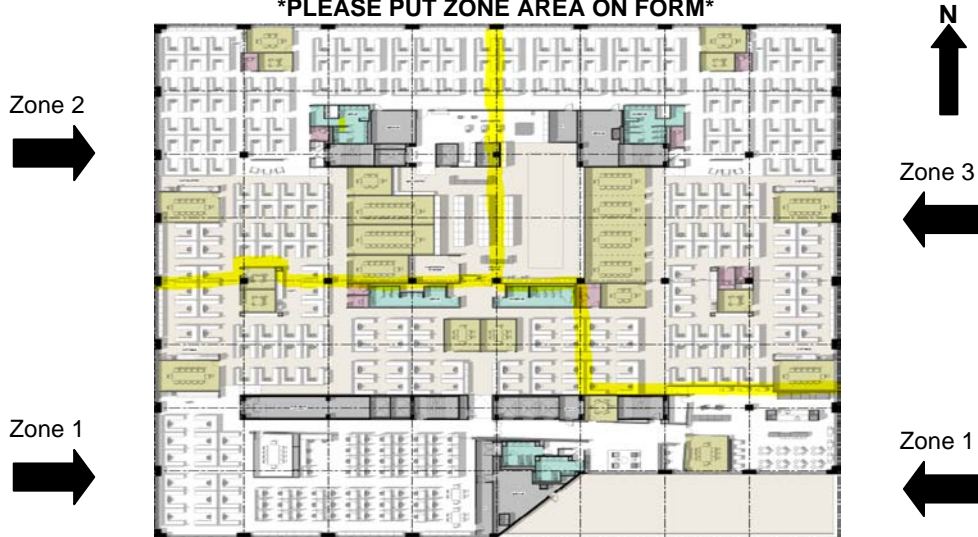 *PLEASE PUT ZONE AREA ON FORM*
N
Zone 2
Zone 3
Zone 1
Zone 1